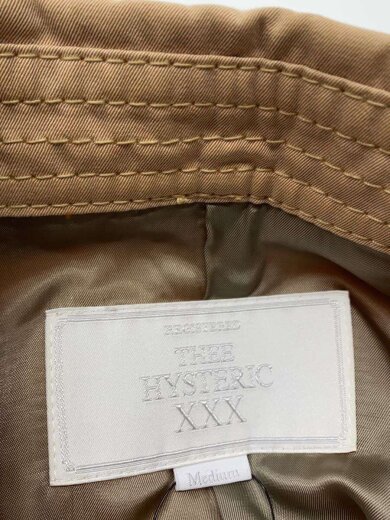 REGISTERED
THEE
HYSTERIC
XXX
Medium